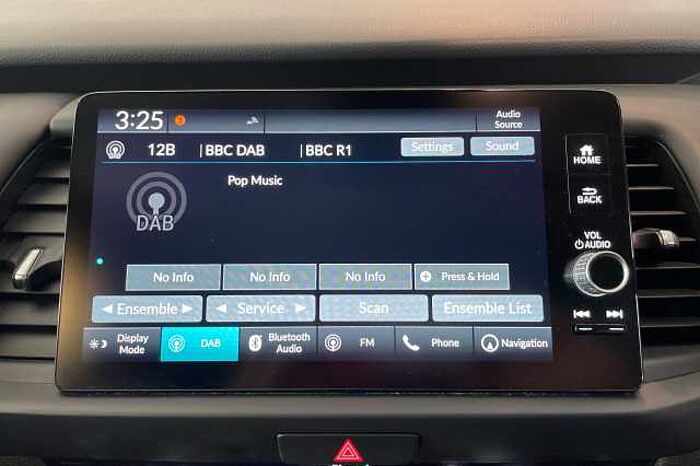 3:25
Audio Source
12B | BBC DAB | BBC R1 Settings Sound
Pop Music
DAB
No Info No Info No Info + Press & Hold
◄ Ensemble ► ◄ Service ► Scan Ensemble List
Display Mode DAB Bluetooth Audio FM Phone Navigation
HOME
BACK
VOL
AUDIO